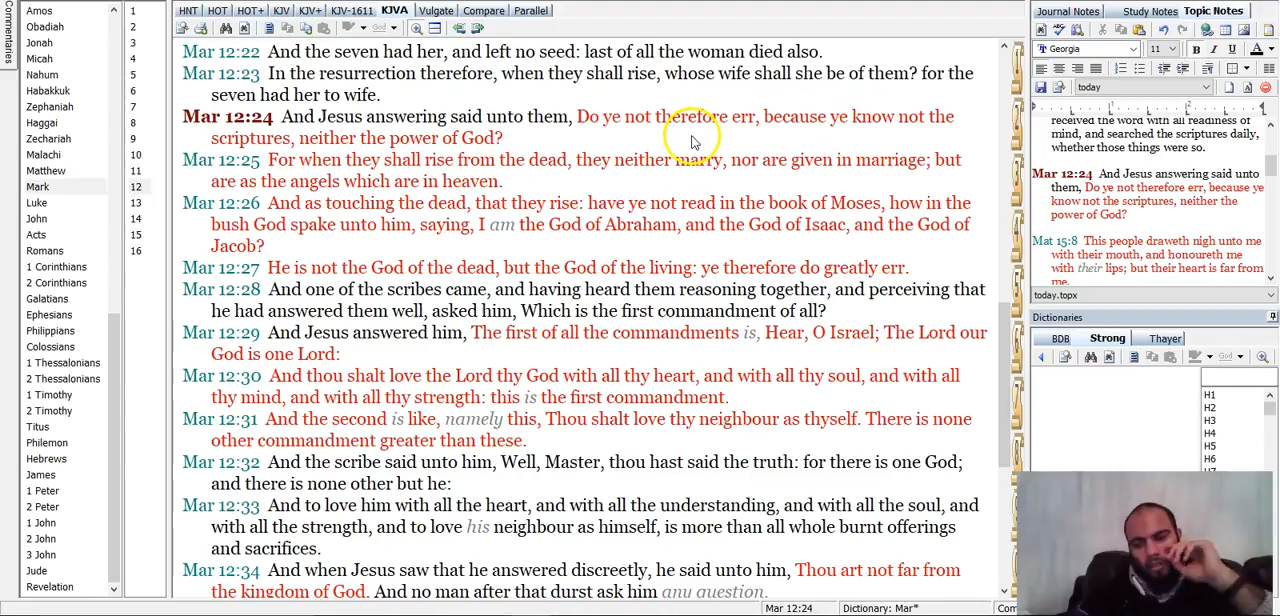 Commentaries
Amos
Obadiah
Jonah
Micah
Nahum
Habakkuk
Zephaniah
Haggai
Zechariah
Malachi
Matthew
Mark
Luke
John
Acts
Romans
1 Corinthians
2 Corinthians
Galatians
Ephesians
Philippians
Colossians
1 Thessalonians
2 Thessalonians
1 Timothy
2 Timothy
Titus
Philemon
Hebrews
James
1 Peter
2 Peter
1 John
2 John
3 John
Jude
Revelation
1
2
3
4
5
6
7
8
9
10
11
12
13
14
15
16
HNT HOT HOT+ KJV KJV+ KJV-1611 KJVA Vulgate Compare Parallel
Mar 12:22 And the seven had her, and left no seed: last of all the woman died also.
Mar 12:23 In the resurrection therefore, when they shall rise, whose wife shall she be of them? for the
seven had her to wife.
Mar 12:24 And Jesus answering said unto them, Do ye not therefore err, because ye know not the
scriptures, neither the power of God?
Mar 12:25 For when they shall rise from the dead, they neither marry, nor are given in marriage; but
are as the angels which are in heaven.
Mar 12:26 And as touching the dead, that they rise: have ye not read in the book of Moses, how in the
bush God spake unto him, saying, I am the God of Abraham, and the God of Isaac, and the God of
Jacob?
Mar 12:27 He is not the God of the dead, but the God of the living: ye therefore do greatly err.
Mar 12:28 And one of the scribes came, and having heard them reasoning together, and perceiving that
he had answered them well, asked him, Which is the first commandment of all?
Mar 12:29 And Jesus answered him, The first of all the commandments is, Hear, O Israel; The Lord our
God is one Lord:
Mar 12:30 And thou shalt love the Lord thy God with all thy heart, and with all thy soul, and with all
thy mind, and with all thy strength: this is the first commandment.
Mar 12:31 And the second is like, namely this, Thou shalt love thy neighbour as thyself. There is none
other commandment greater than these.
Mar 12:32 And the scribe said unto him, Well, Master, thou hast said the truth: for there is one God;
and there is none other but he:
Mar 12:33 And to love him with all the heart, and with all the understanding, and with all the soul, and
with all the strength, and to love his neighbour as himself, is more than all whole burnt offerings
and sacrifices.
Mar 12:34 And when Jesus saw that he answered discreetly, he said unto him, Thou art not far from
the kingdom of God. And no man after that durst ask him any question.
Mar 12:24 Dictionary: Mar* Com
Journal Notes Study Notes Topic Notes
Georgia 11 B I U A
today
1 2
received the word with all readiness of
mind, and searched the scriptures daily,
whether those things were so.
Mar 12:24 And Jesus answering said unto
them, Do ye not therefore err, because ye
know not the scriptures, neither the
power of God?
Mat 15:8 This people draweth nigh unto me
with their mouth, and honoureth me
with their lips; but their heart is far from
me.
today.topx
Dictionaries
BDB Strong Thayer
H1
H2
H3
H4
H5
H6